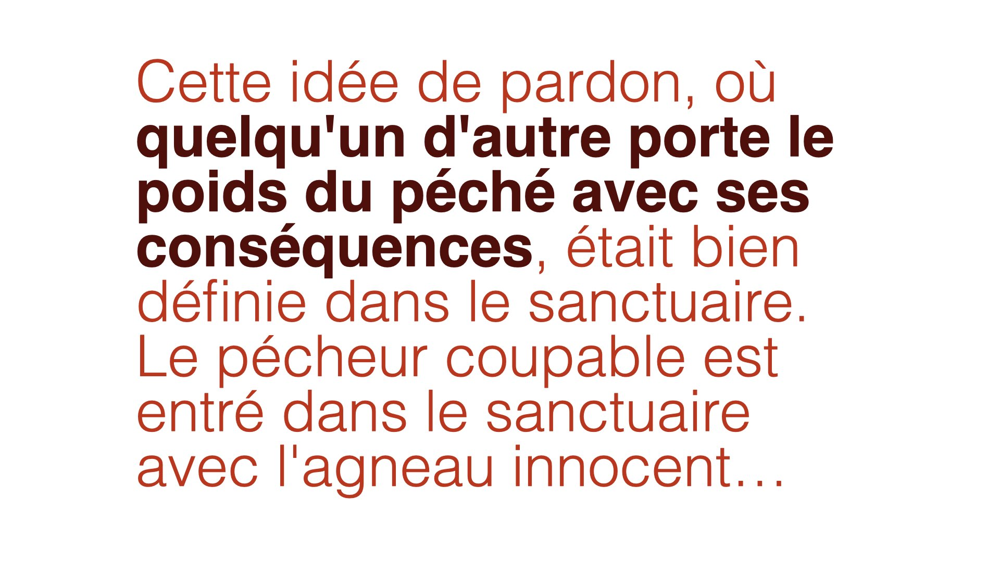 Cette idée de pardon, où
quelqu'un d'autre porte le
poids du péché avec ses
conséquences, était bien
définie dans le sanctuaire.
Le pécheur coupable est
entré dans le sanctuaire
avec l'agneau innocent…